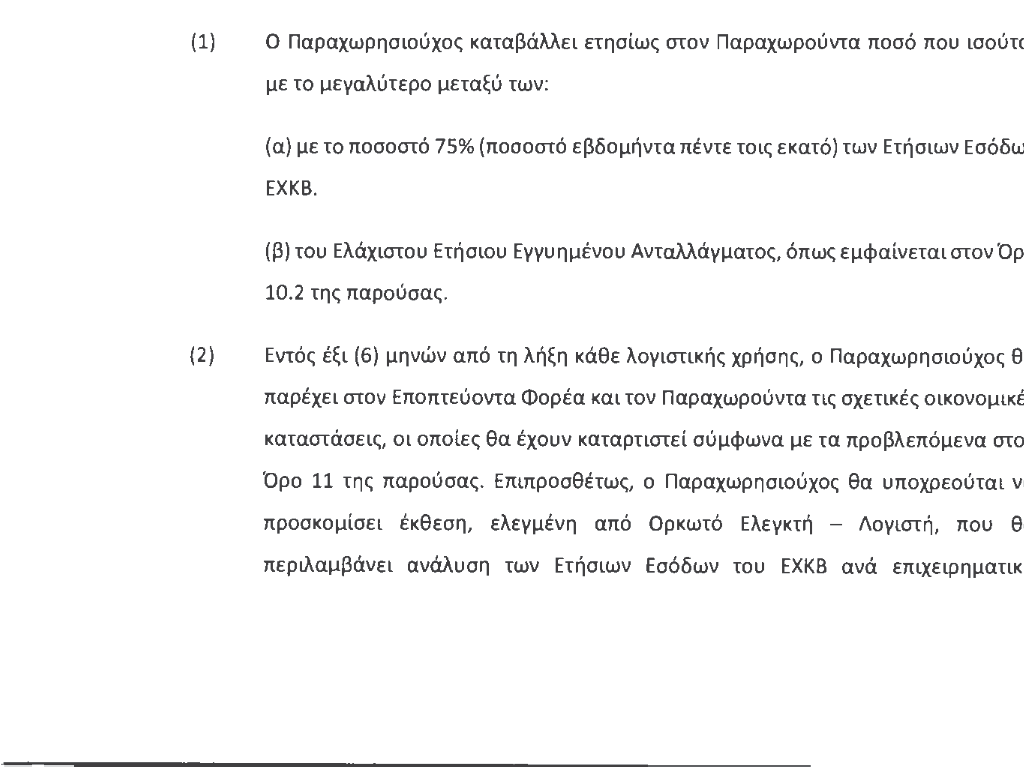 (1) Ο Παραχωρησιούχος καταβάλλει ετησίως στον Παραχωρούντα ποσό που ισούτα
με το μεγαλύτερο μεταξύ των:
(α) με το ποσοστό 75% (ποσοστό εβδομήντα πέντε τοις εκατό) των Ετήσιων Εσόδω
ΕΧΚΒ.
(β) του Ελάχιστου Ετήσιου Εγγυημένου Ανταλλάγματος, όπως εμφαίνεται στον Όρ
10.2 της παρούσας.
(2) Εντός έξι (6) μηνών από τη λήξη κάθε λογιστικής χρήσης, ο Παραχωρησιούχος θ
παρέχει στον Εποπτεύοντα Φορέα και τον Παραχωρούντα τις σχετικές οικονομικέ
καταστάσεις, οι οποίες θα έχουν καταρτιστεί σύμφωνα με τα προβλεπόμενα στο
Όρο 11 της παρούσας. Επιπροσθέτως, ο Παραχωρησιούχος θα υποχρεούται ν
προσκομίσει έκθεση, ελεγμένη από Ορκωτό Ελεγκτή – Λογιστή, που θ
περιλαμβάνει ανάλυση των Ετήσιων Εσόδων του ΕΧΚΒ ανά επιχειρηματικ